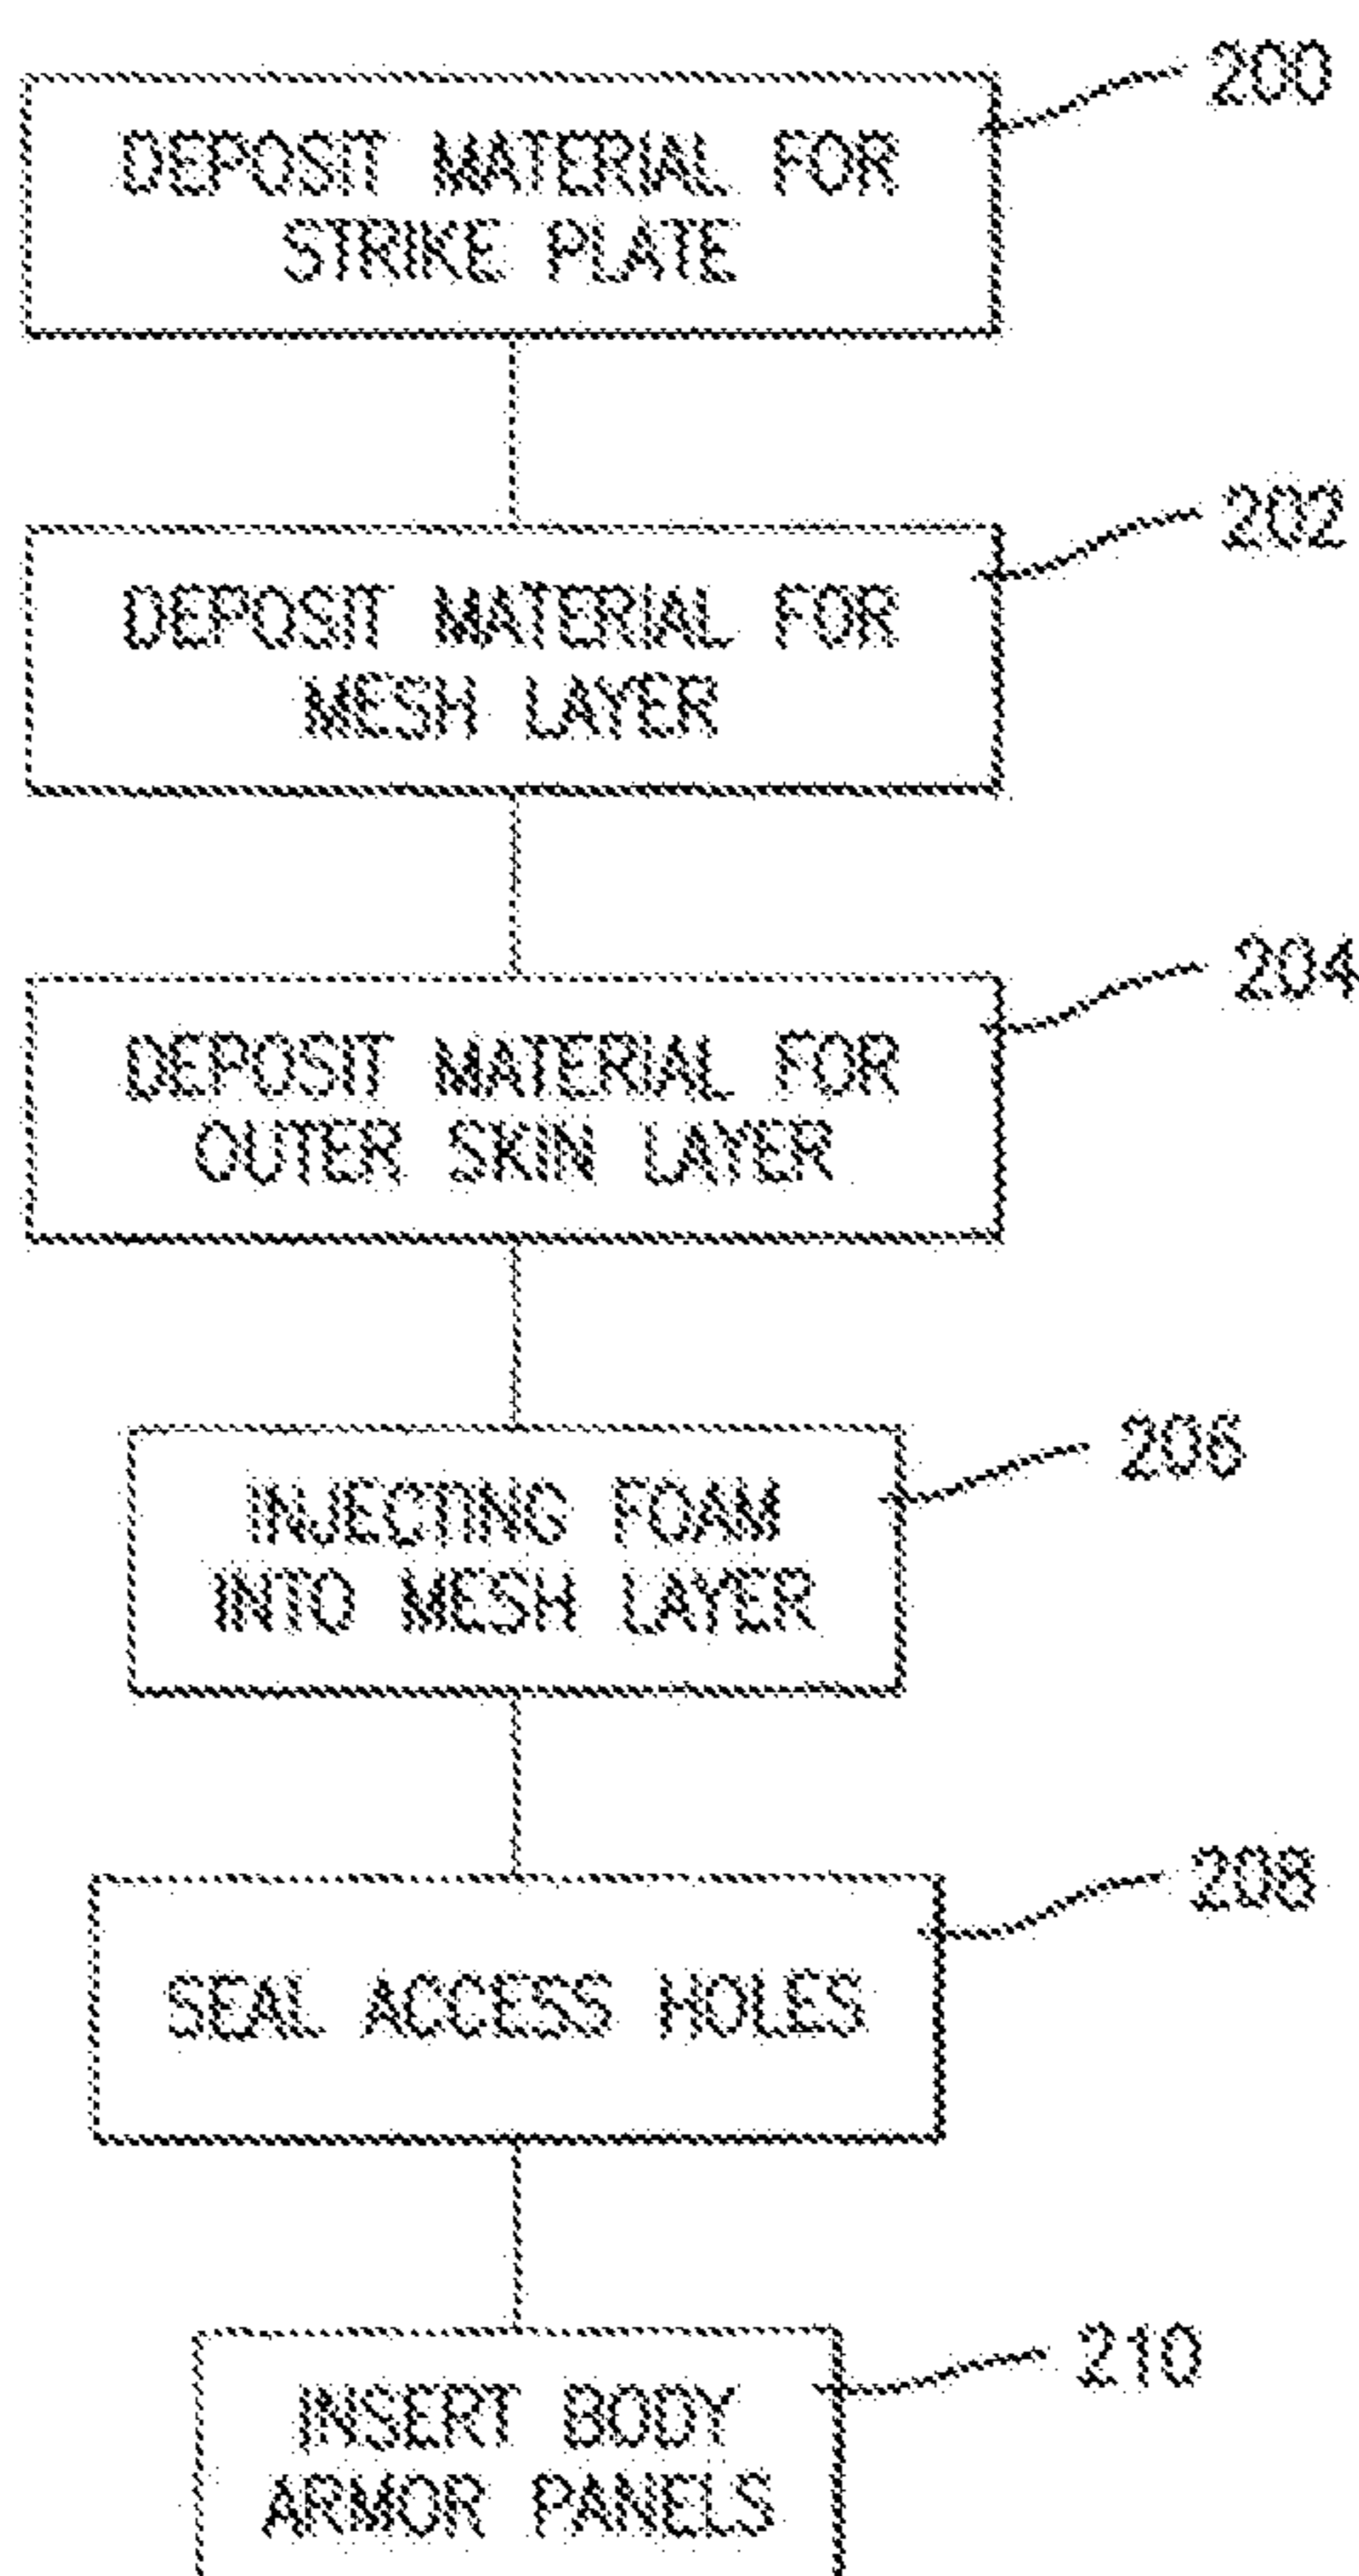 200
DEPOSIT MATERIAL FOR
STRIKE PLATE
202
DEPOSIT MATERIAL FOR
MESH LAYER
204
DEPOSIT MATERIAL FOR
OUTER SKIN LAYER
206
INJECTING FOAM
INTO MESH LAYER
208
SEAL ACCESS HOLES
210
INSERT BODY
ARMOR PANELS